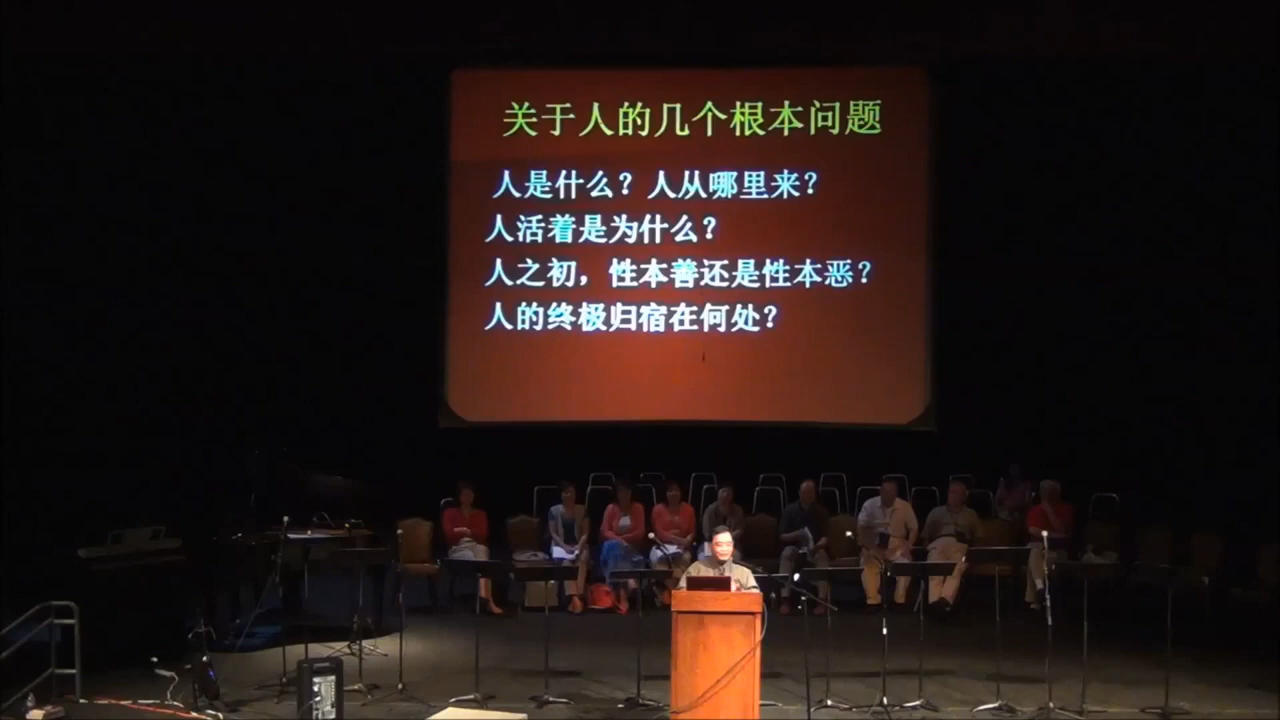 关于人的几个根本问题
人是什么？人从哪里来？
人活着是为什么？
人之初，性本善还是性本恶？
人的终极归宿在何处？